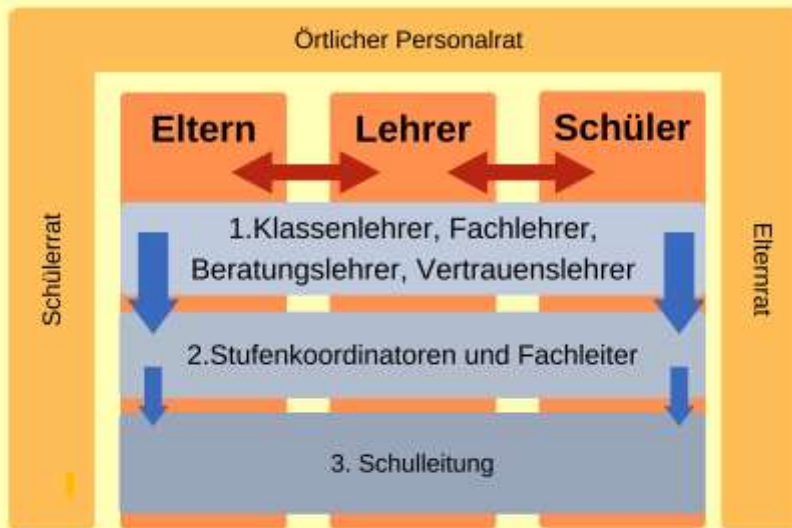 Örtlicher Personalrat
Eltern
Lehrer
Schüler
Schülerrat
1.Klassenlehrer, Fachlehrer,
Beratungslehrer, Vertrauenslehrer
Elternrat
2.Stufenkoordinatoren und Fachleiter
3. Schulleitung